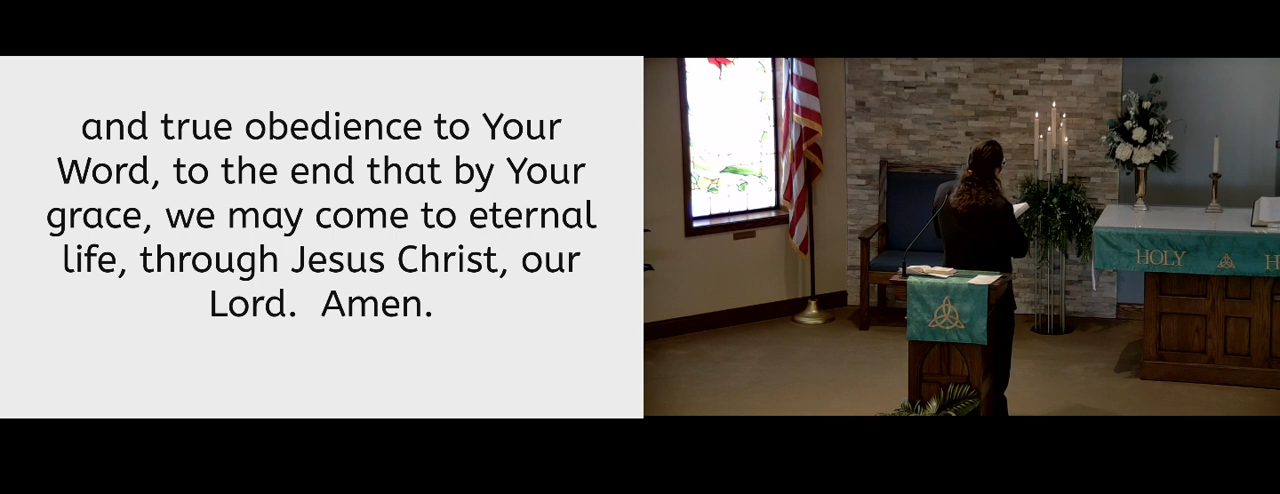 and true obedience to Your
Word, to the end that by Your
grace, we may come to eternal
life, through Jesus Christ, our
Lord. Amen.
HOLY
H